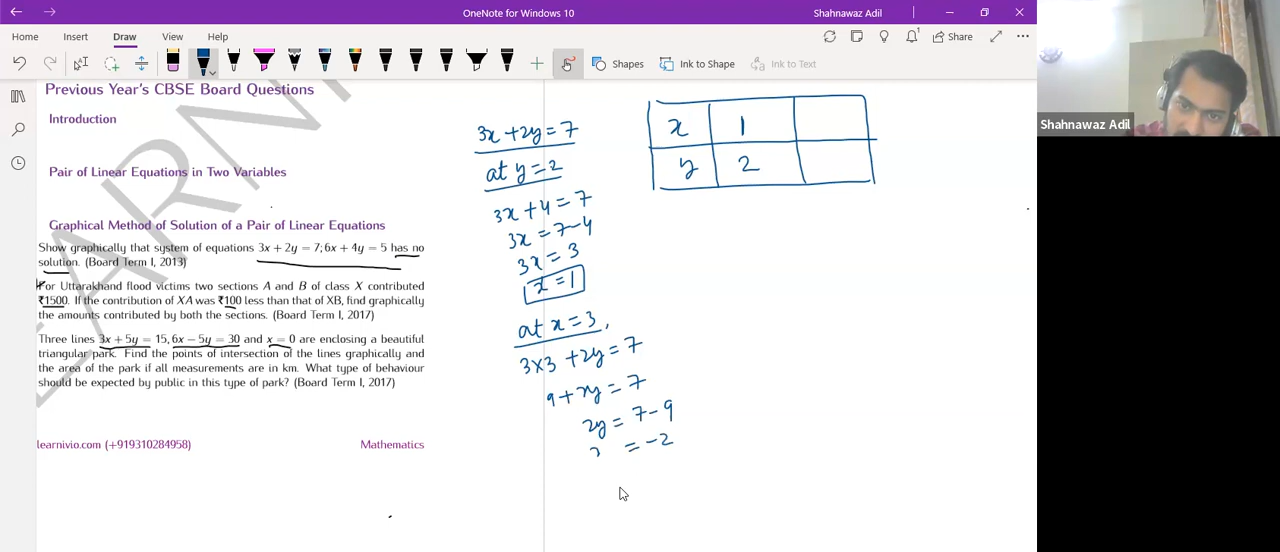 OneNote for Windows 10
Shahnawaz Adil
Home Insert Draw View Help
Share
Shapes
Ink to Shape
Ink to Text
Previous Year's CBSE Board Questions
Introduction
Pair of Linear Equations in Two Variables
Graphical Method of Solution of a Pair of Linear Equations
Show graphically that system of equations 3x + 2y = 7; 6x + 4y = 5 has no
solution. (Board Term I, 2013)
For Uttarakhand flood victims two sections A and B of class X contributed
₹1500. If the contribution of XA was ₹100 less than that of XB, find graphically
the amounts contributed by both the sections. (Board Term I, 2017)
Three lines 3x + 5y = 15, 6x − 5y = 30 and x = 0 are enclosing a beautiful
triangular park. Find the points of intersection of the lines graphically and
the area of the park if all measurements are in km. What type of behaviour
should be expected by public in this type of park? (Board Term I, 2017)
learnivio.com (+919310284958)
Mathematics
LEARNIVIO
3x + 2y = 7
at y = 2
3x + 4 = 7
3x = 7 - 4
3x = 3
x = 1
at x = 3,
3x3 + 2y = 7
9 + 2y = 7
2y = 7 - 9
= -2
x 1
y 2
Shahnawaz Adil